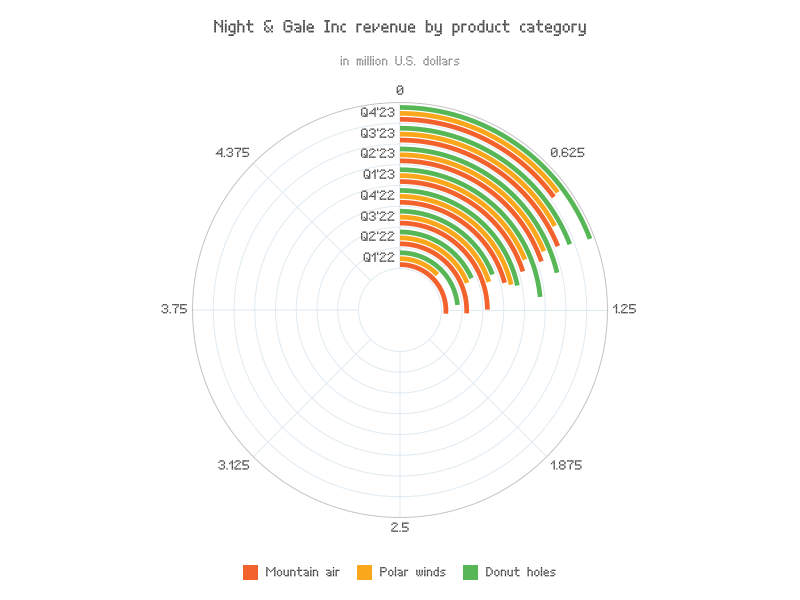 Night & Gale Inc revenue by product category
in million U.S. dollars
0
0.625
1.25
1.875
2.5
3.125
3.75
4.375
Q4'23
Q3'23
Q2'23
Q1'23
Q4'22
Q3'22
Q2'22
Q1'22
Mountain air
Polar winds
Donut holes